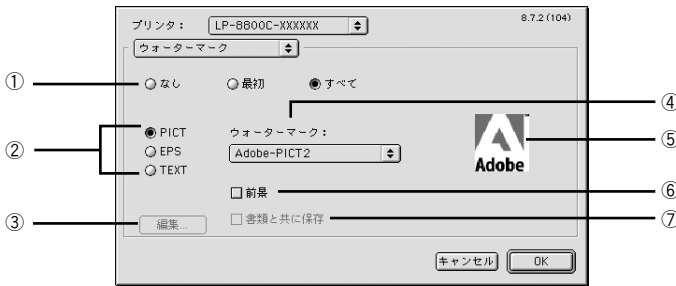 プリンタ： LP-8800C-XXXXXX 8.7.2 (104)
ウォーターマーク
① なし 最初 すべて
④
② PICT ウォーターマーク： ⑤
EPS Adobe-PICT2 Adobe
TEXT
前景 ⑥
③ 編集... 書類と共に保存 ⑦
キャンセル OK